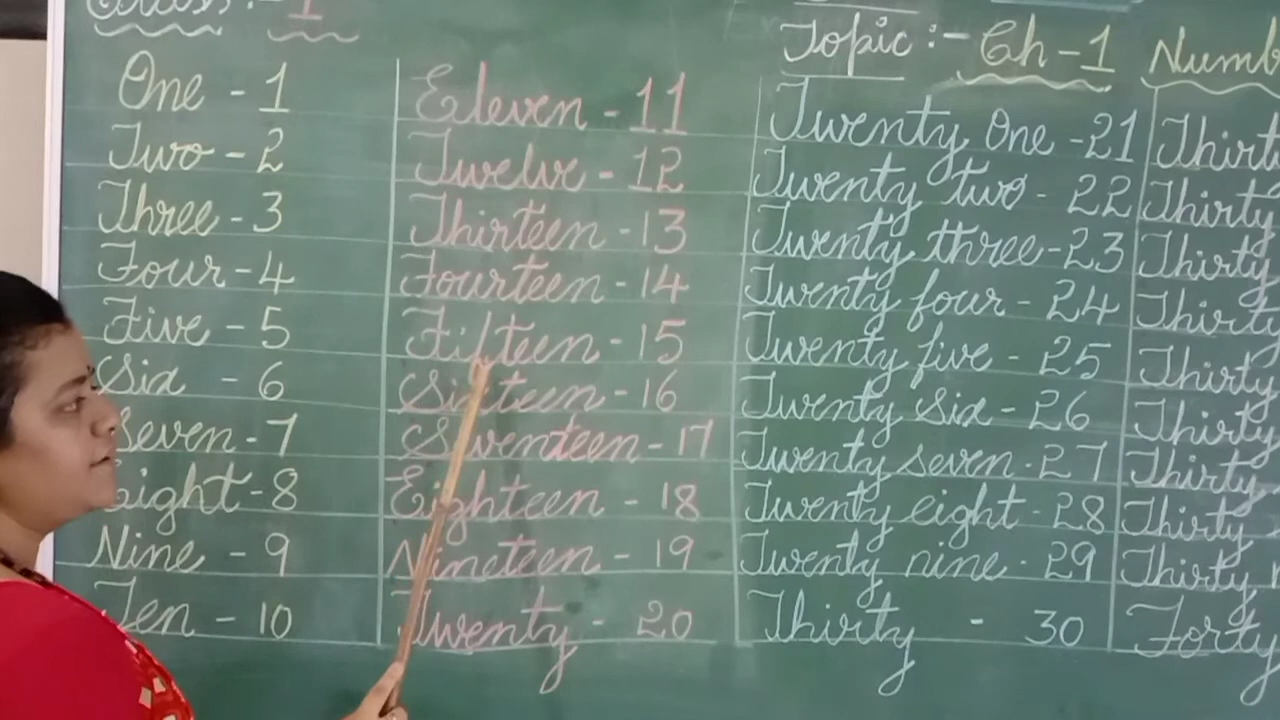 Class :- 1
Topic :- Ch-1
One - 1
Two - 2
Three - 3
Four - 4
Five - 5
Six - 6
Seven - 7
Eight - 8
Nine - 9
Ten - 10
Eleven - 11
Twelve - 12
Thirteen - 13
Fourteen - 14
Fifteen - 15
Sixteen - 16
Seventeen - 17
Eighteen - 18
Nineteen - 19
Twenty - 20
Twenty One - 21
Twenty two - 22
Twenty three - 23
Twenty four - 24
Twenty five - 25
Twenty six - 26
Twenty seven - 27
Twenty eight - 28
Twenty nine - 29
Thirty - 30
Thirty
Thirty
Thirty
Thirty
Thirty
Thirty
Thirty
Thirty
Forty